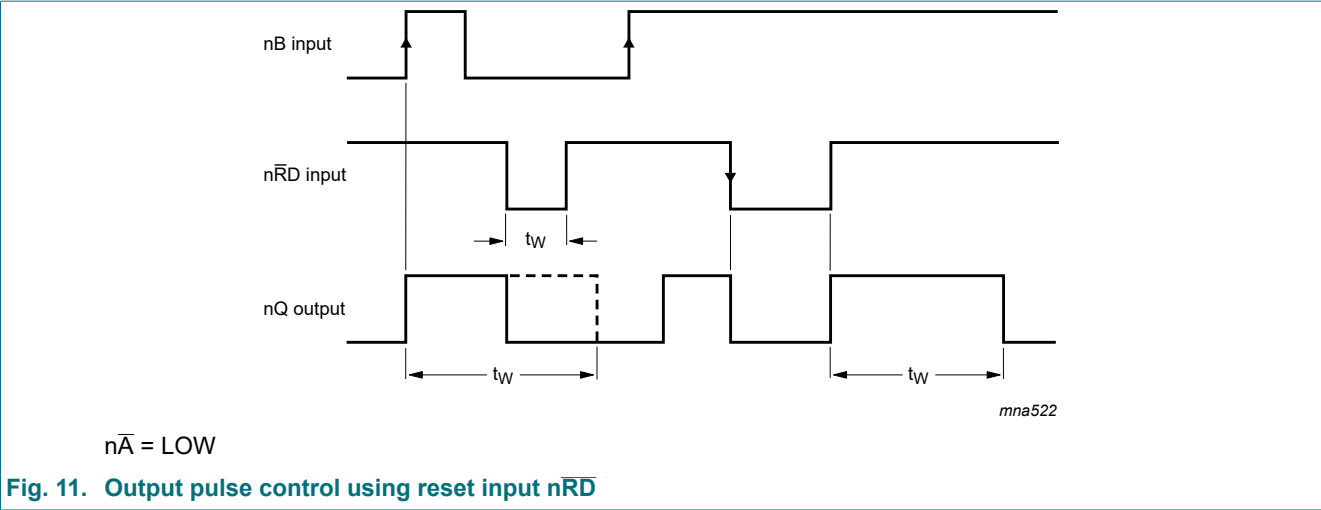 nB input
nR̅D input
tW
nQ output
tW
tW
mna522
nA̅ = LOW
Fig. 11. Output pulse control using reset input nR̅D̅